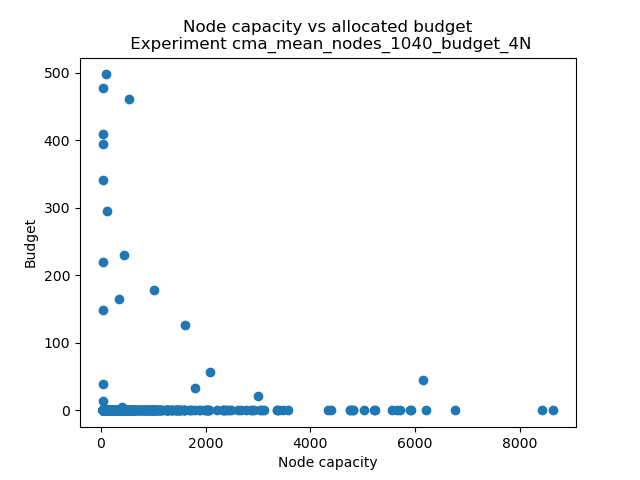 Node capacity vs allocated budget
Experiment cma_mean_nodes_1040_budget_4N
500
400
300
200
100
0
Budget
0 2000 4000 6000 8000
Node capacity